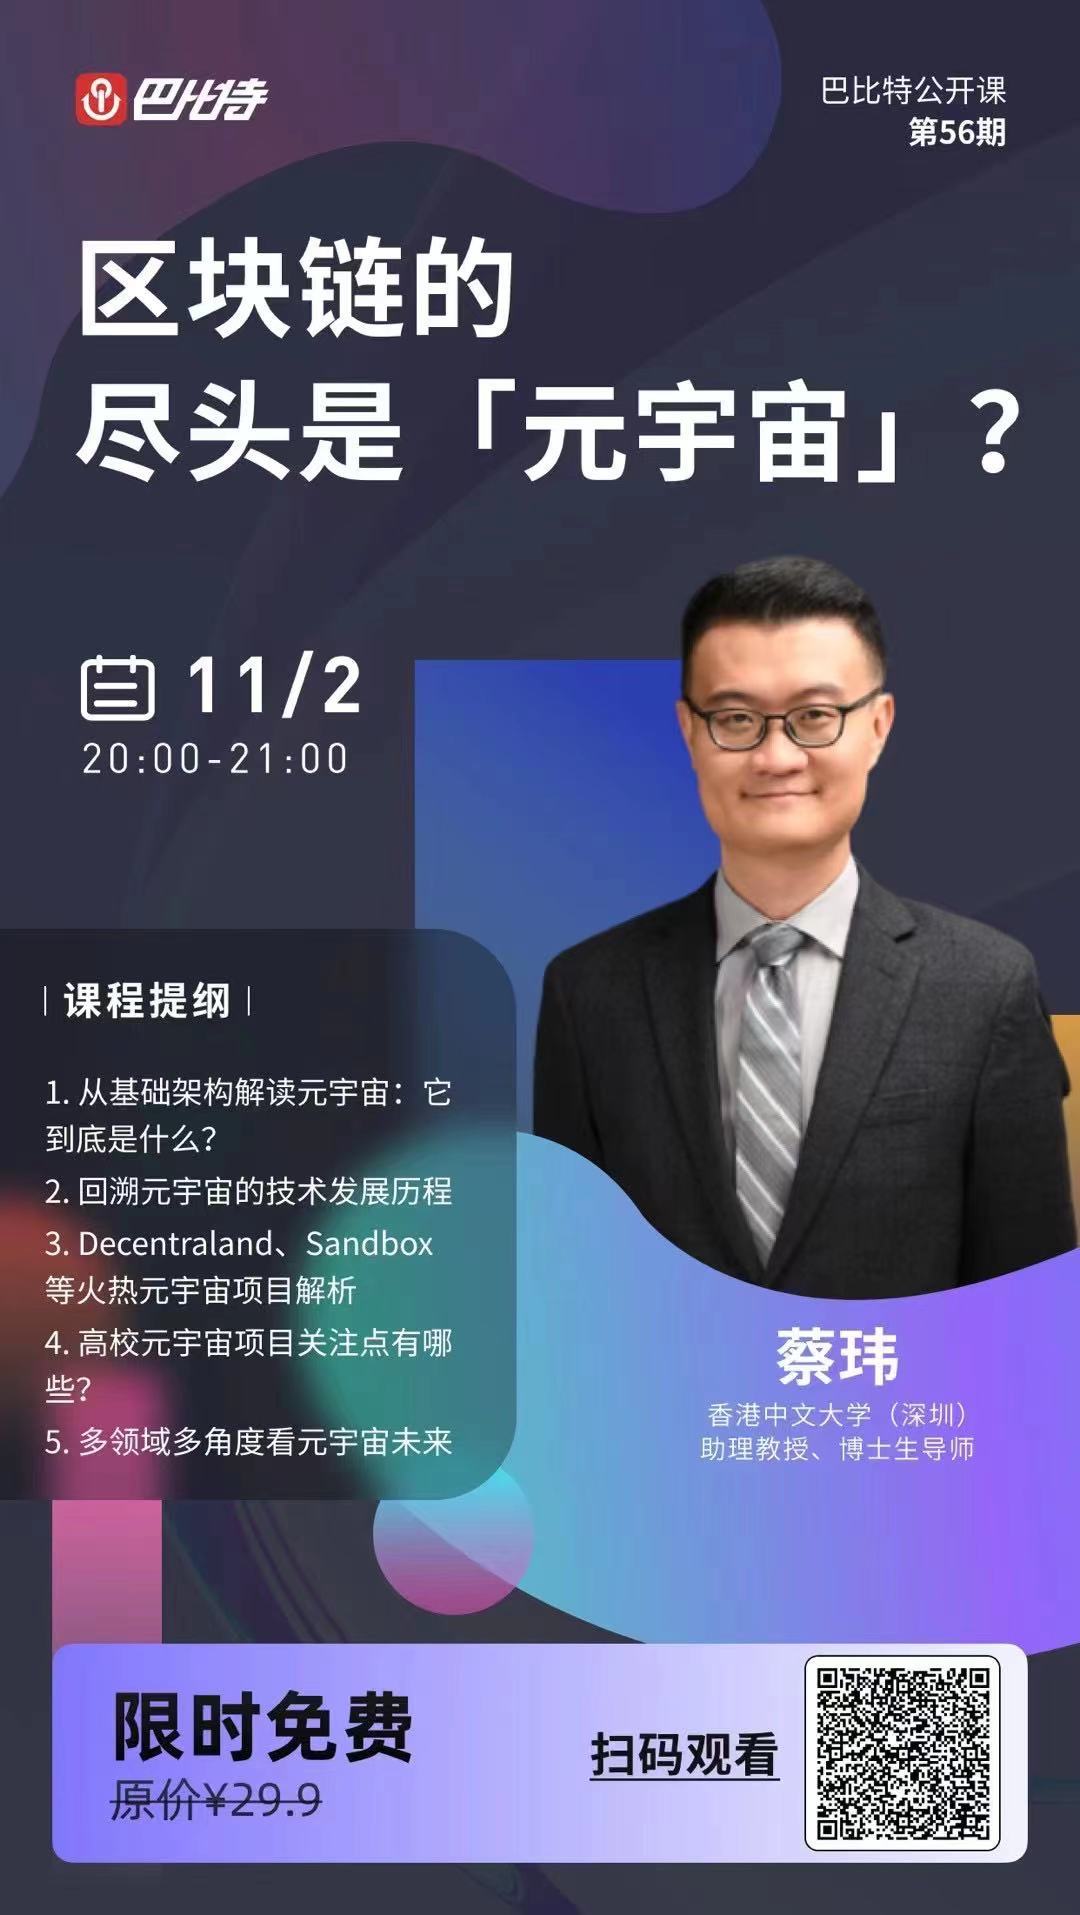 巴比特
巴比特公开课
第56期
区块链的
尽头是「元宇宙」？
11/2
20:00-21:00
课程提纲
1. 从基础架构解读元宇宙：它
到底是什么？
2. 回溯元宇宙的技术发展历程
3. Decentraland、Sandbox
等火热元宇宙项目解析
4. 高校元宇宙项目关注点有哪
些？
5. 多领域多角度看元宇宙未来
蔡玮
香港中文大学（深圳）
助理教授、博士生导师
限时免费
原价¥29.9
扫码观看